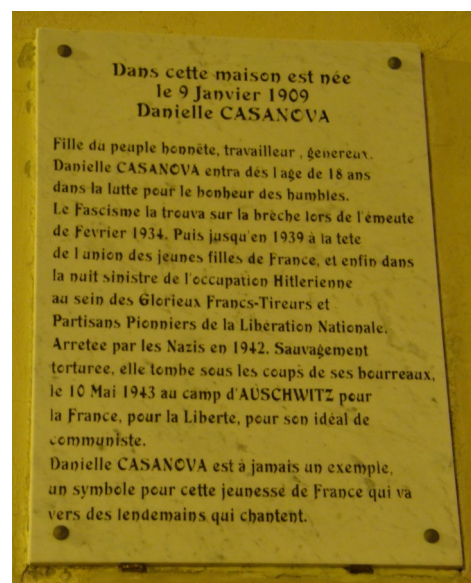 Dans cette maison est née
le 9 Janvier 1909
Danielle CASANOVA
Fille du peuple honnête, travailleur , genereux.
Danielle CASANOVA entra dès l age de 18 ans
dans la lutte pour le bonheur des humbles.
Le Fascisme la trouva sur la brèche lors de l'émeute
de Fevrier 1934. Puis jusqu'en 1939 à la tete
de l union des jeunes filles de France, et enfin dans
la nuit sinistre de l'occupation Hitlerienne
au sein des Glorieux Francs-Tireurs et
Partisans Pionniers de la Liberation Nationale.
Arretee par les Nazis en 1942. Sauvagement
torturee, elle tombe sous les coups de ses bourreaux,
le 10 Mai 1943 au camp d'AUSCHWITZ pour
la France, pour la Liberte, pour son idéal de
communiste.
Danielle CASANOVA est à jamais un exemple,
un symbole pour cette jeunesse de France qui va
vers des lendemains qui chantent.